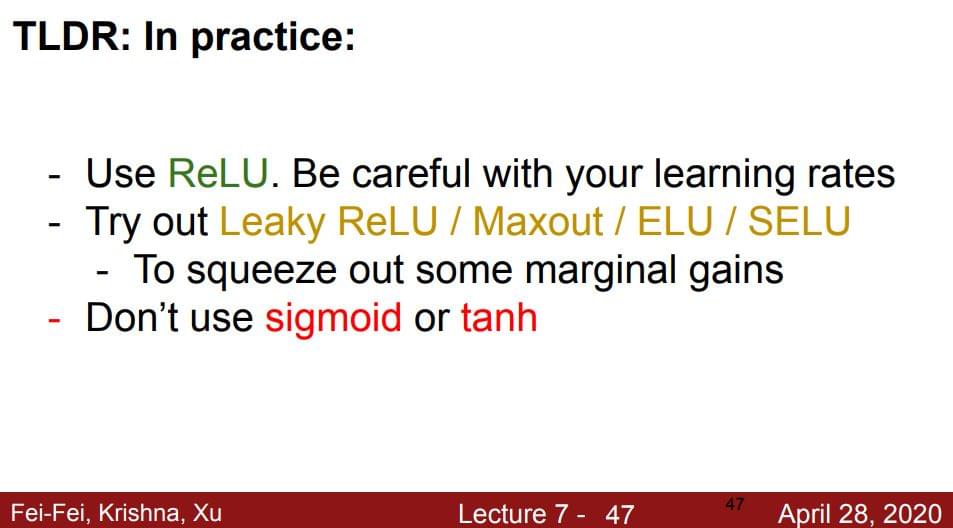 TLDR: In practice:
- Use ReLU. Be careful with your learning rates
- Try out Leaky ReLU / Maxout / ELU / SELU
- To squeeze out some marginal gains
- Don’t use sigmoid or tanh
Fei-Fei, Krishna, Xu
Lecture 7 - 47
47
April 28, 2020